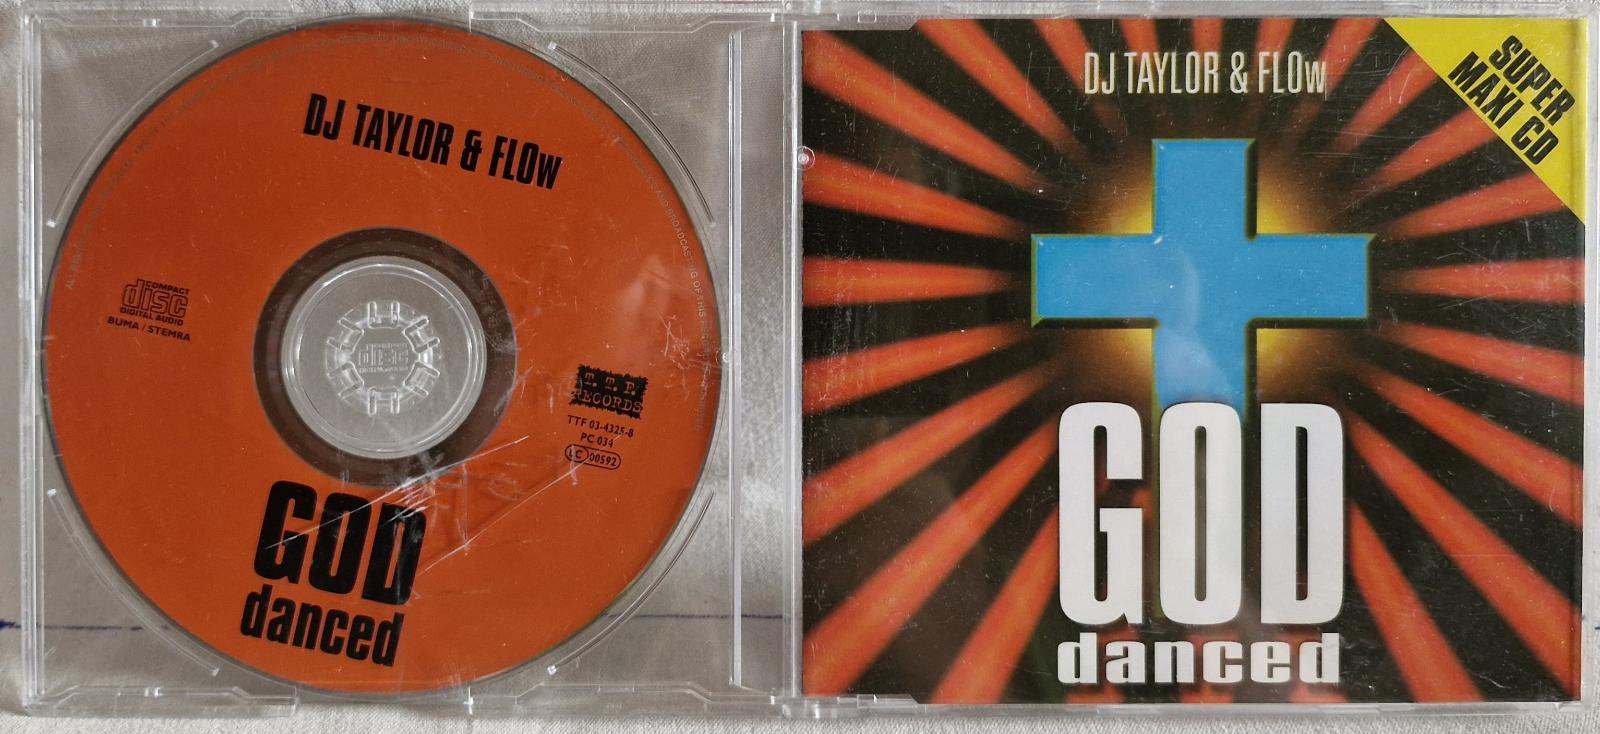 DJ TAYLOR & FLOw
COMPACT
disc
DIGITAL AUDIO
BUMA / STEMRA
T. T. F.
RECORDS
TTF 03-4325-8
PC 034
LC 00592
GOD
danced
DJ TAYLOR & FLOw
SUPER
MAXI CD
GOD
danced